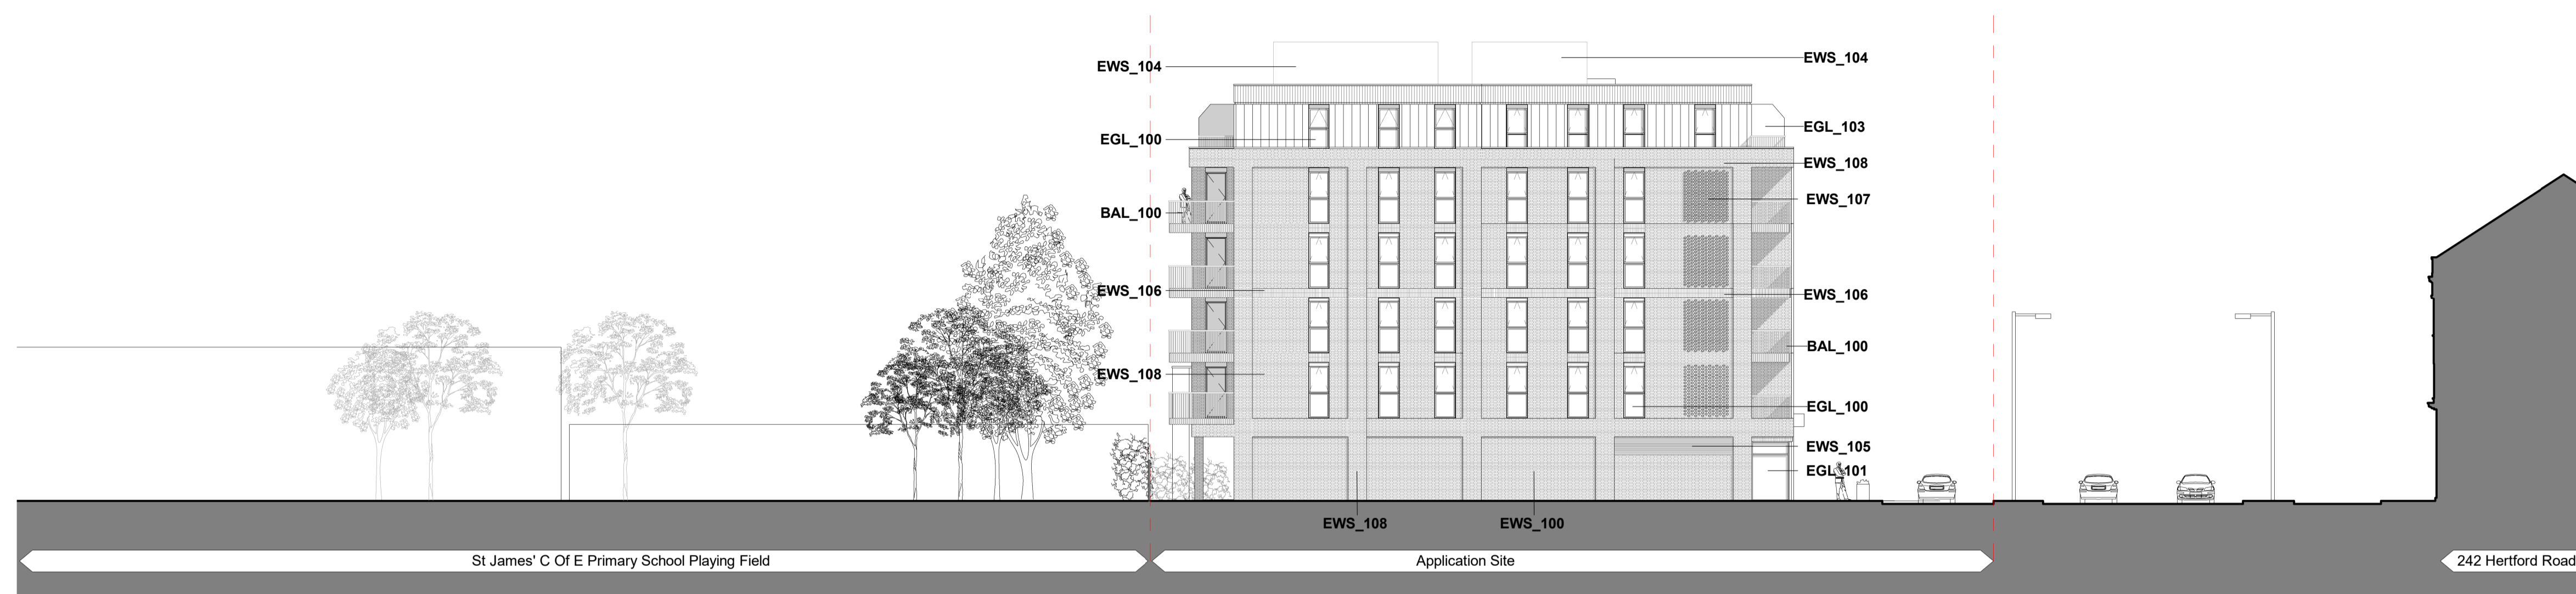 EWS_104
EWS_104
EGL_100
EGL_103
EWS_108
EWS_107
BAL_100
EWS_106
EWS_106
BAL_100
EWS_108
EGL_100
EWS_105
EGL_101
EWS_108
EWS_100
St James' C Of E Primary School Playing Field
Application Site
242 Hertford Road